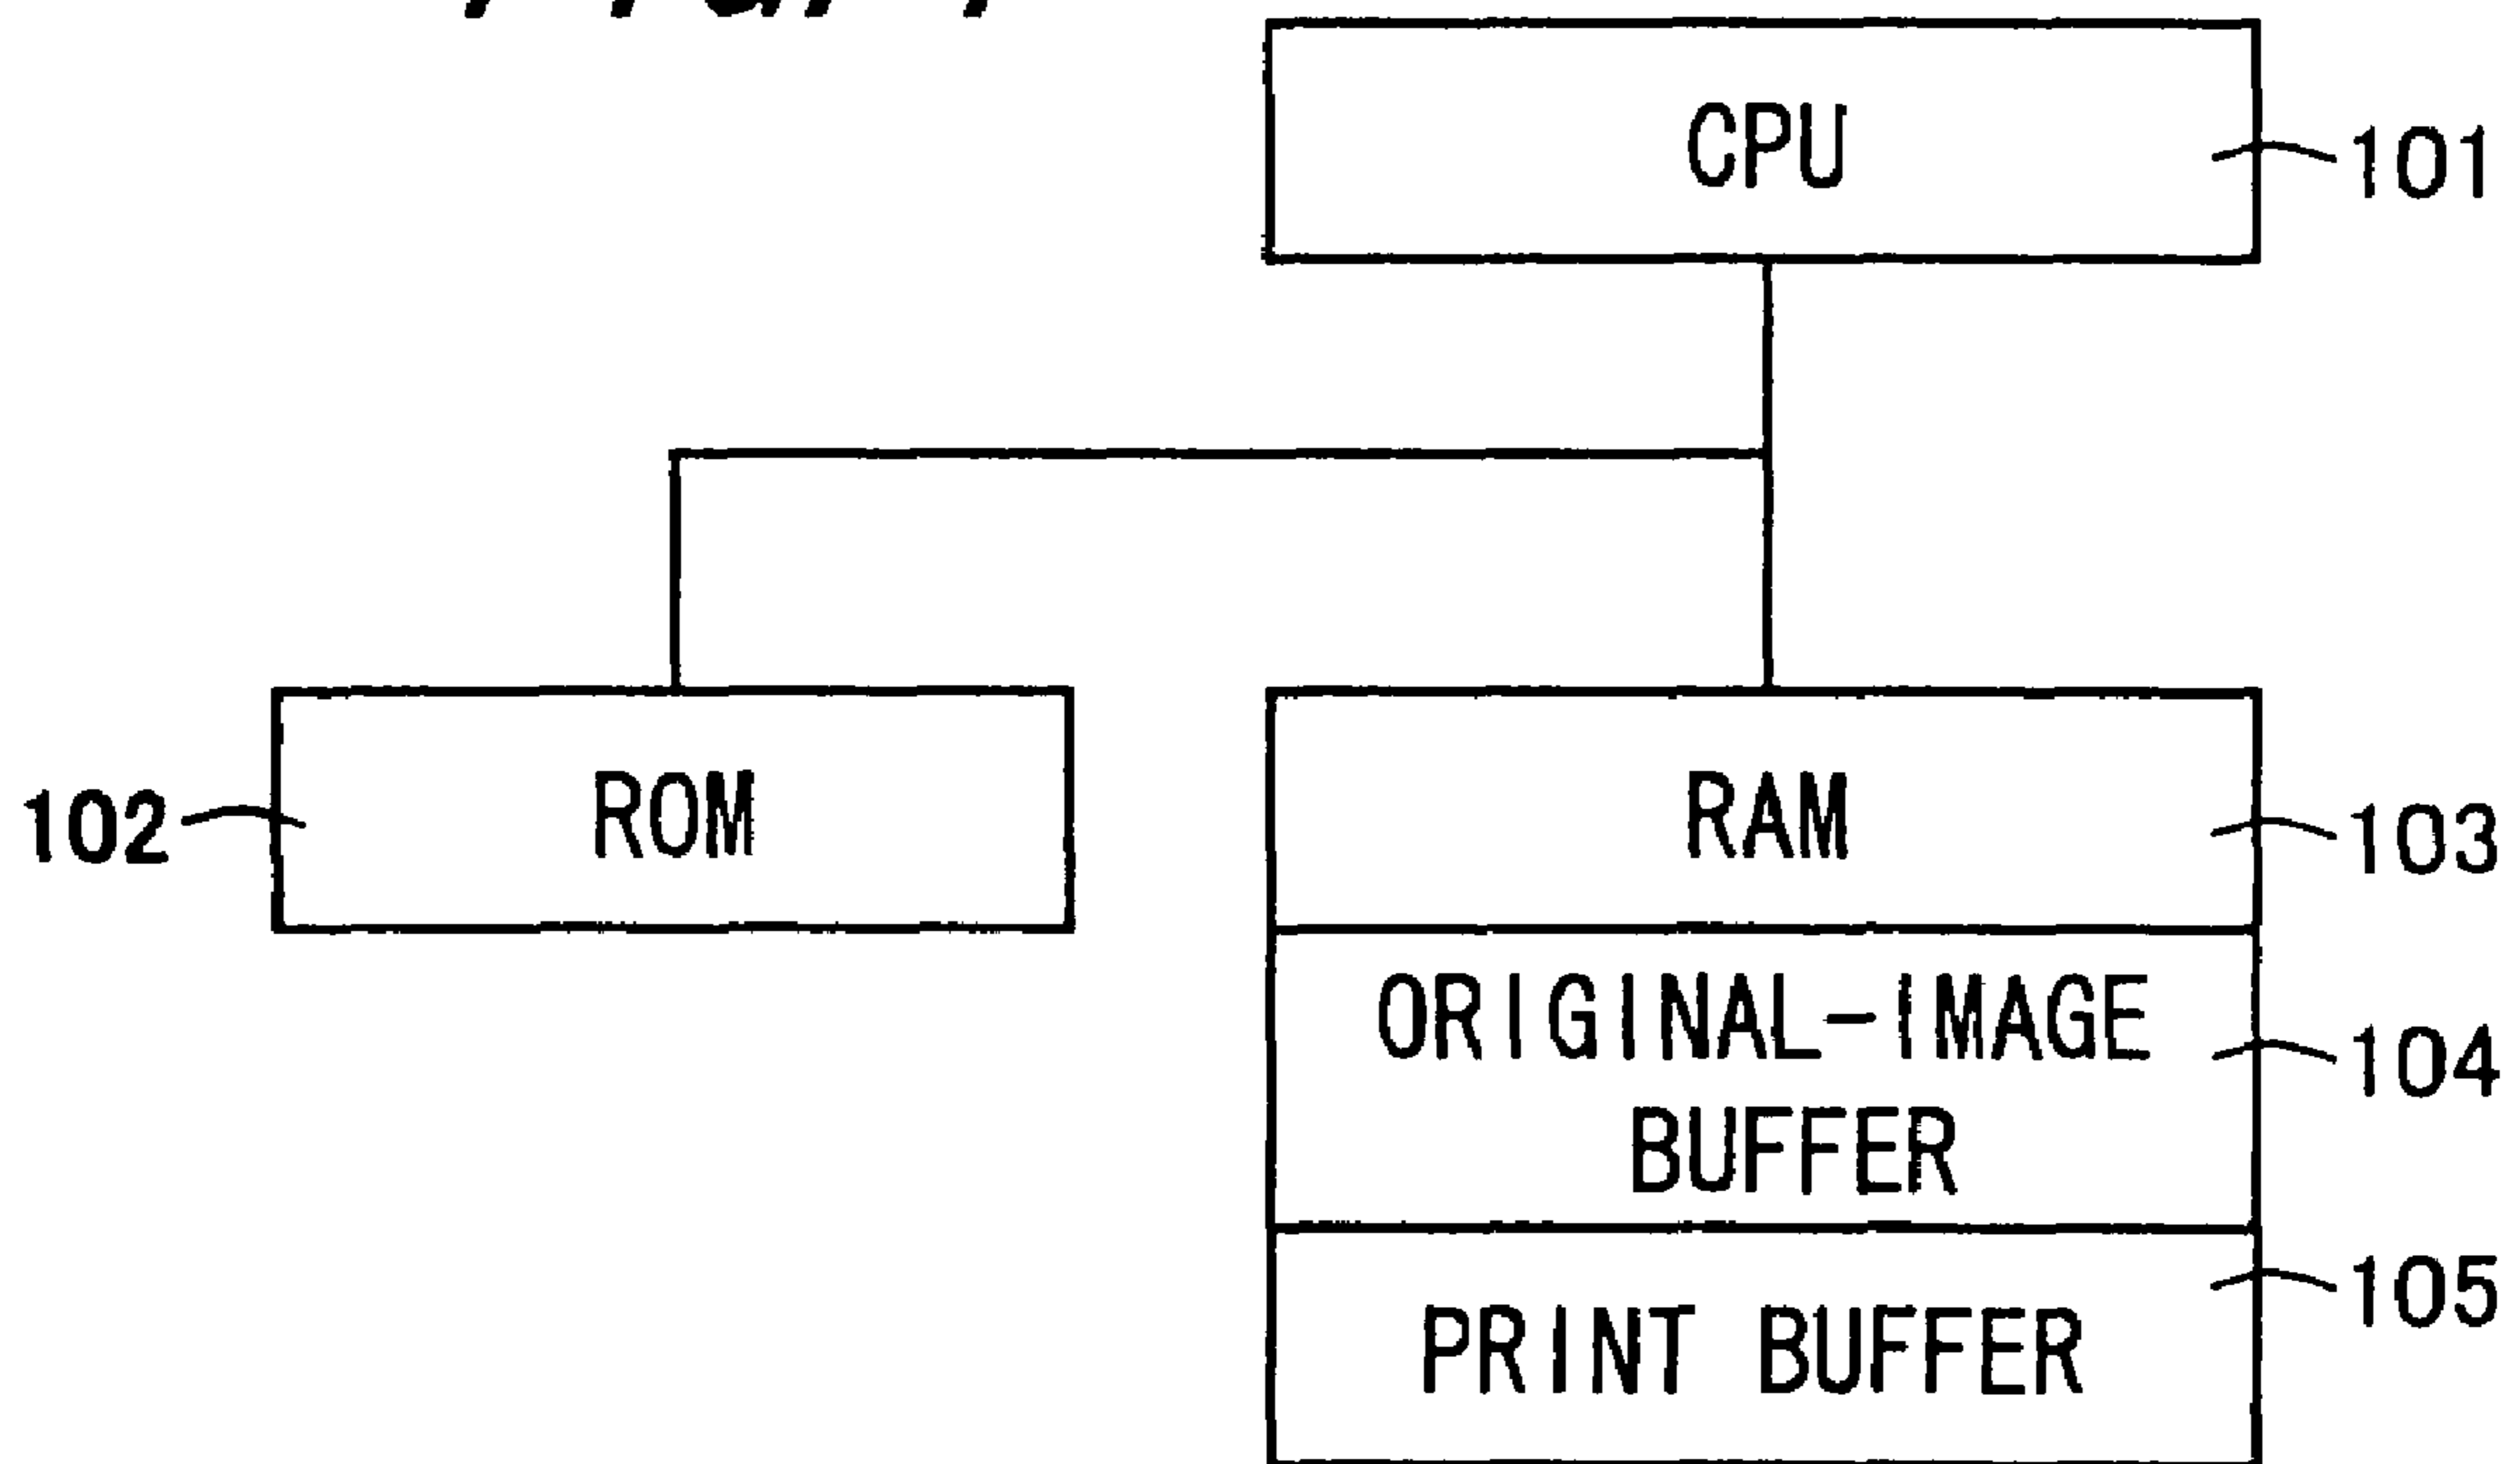 CPU
101
102
ROM
RAM
103
ORIGINAL-IMAGE
BUFFER
104
PRINT BUFFER
105